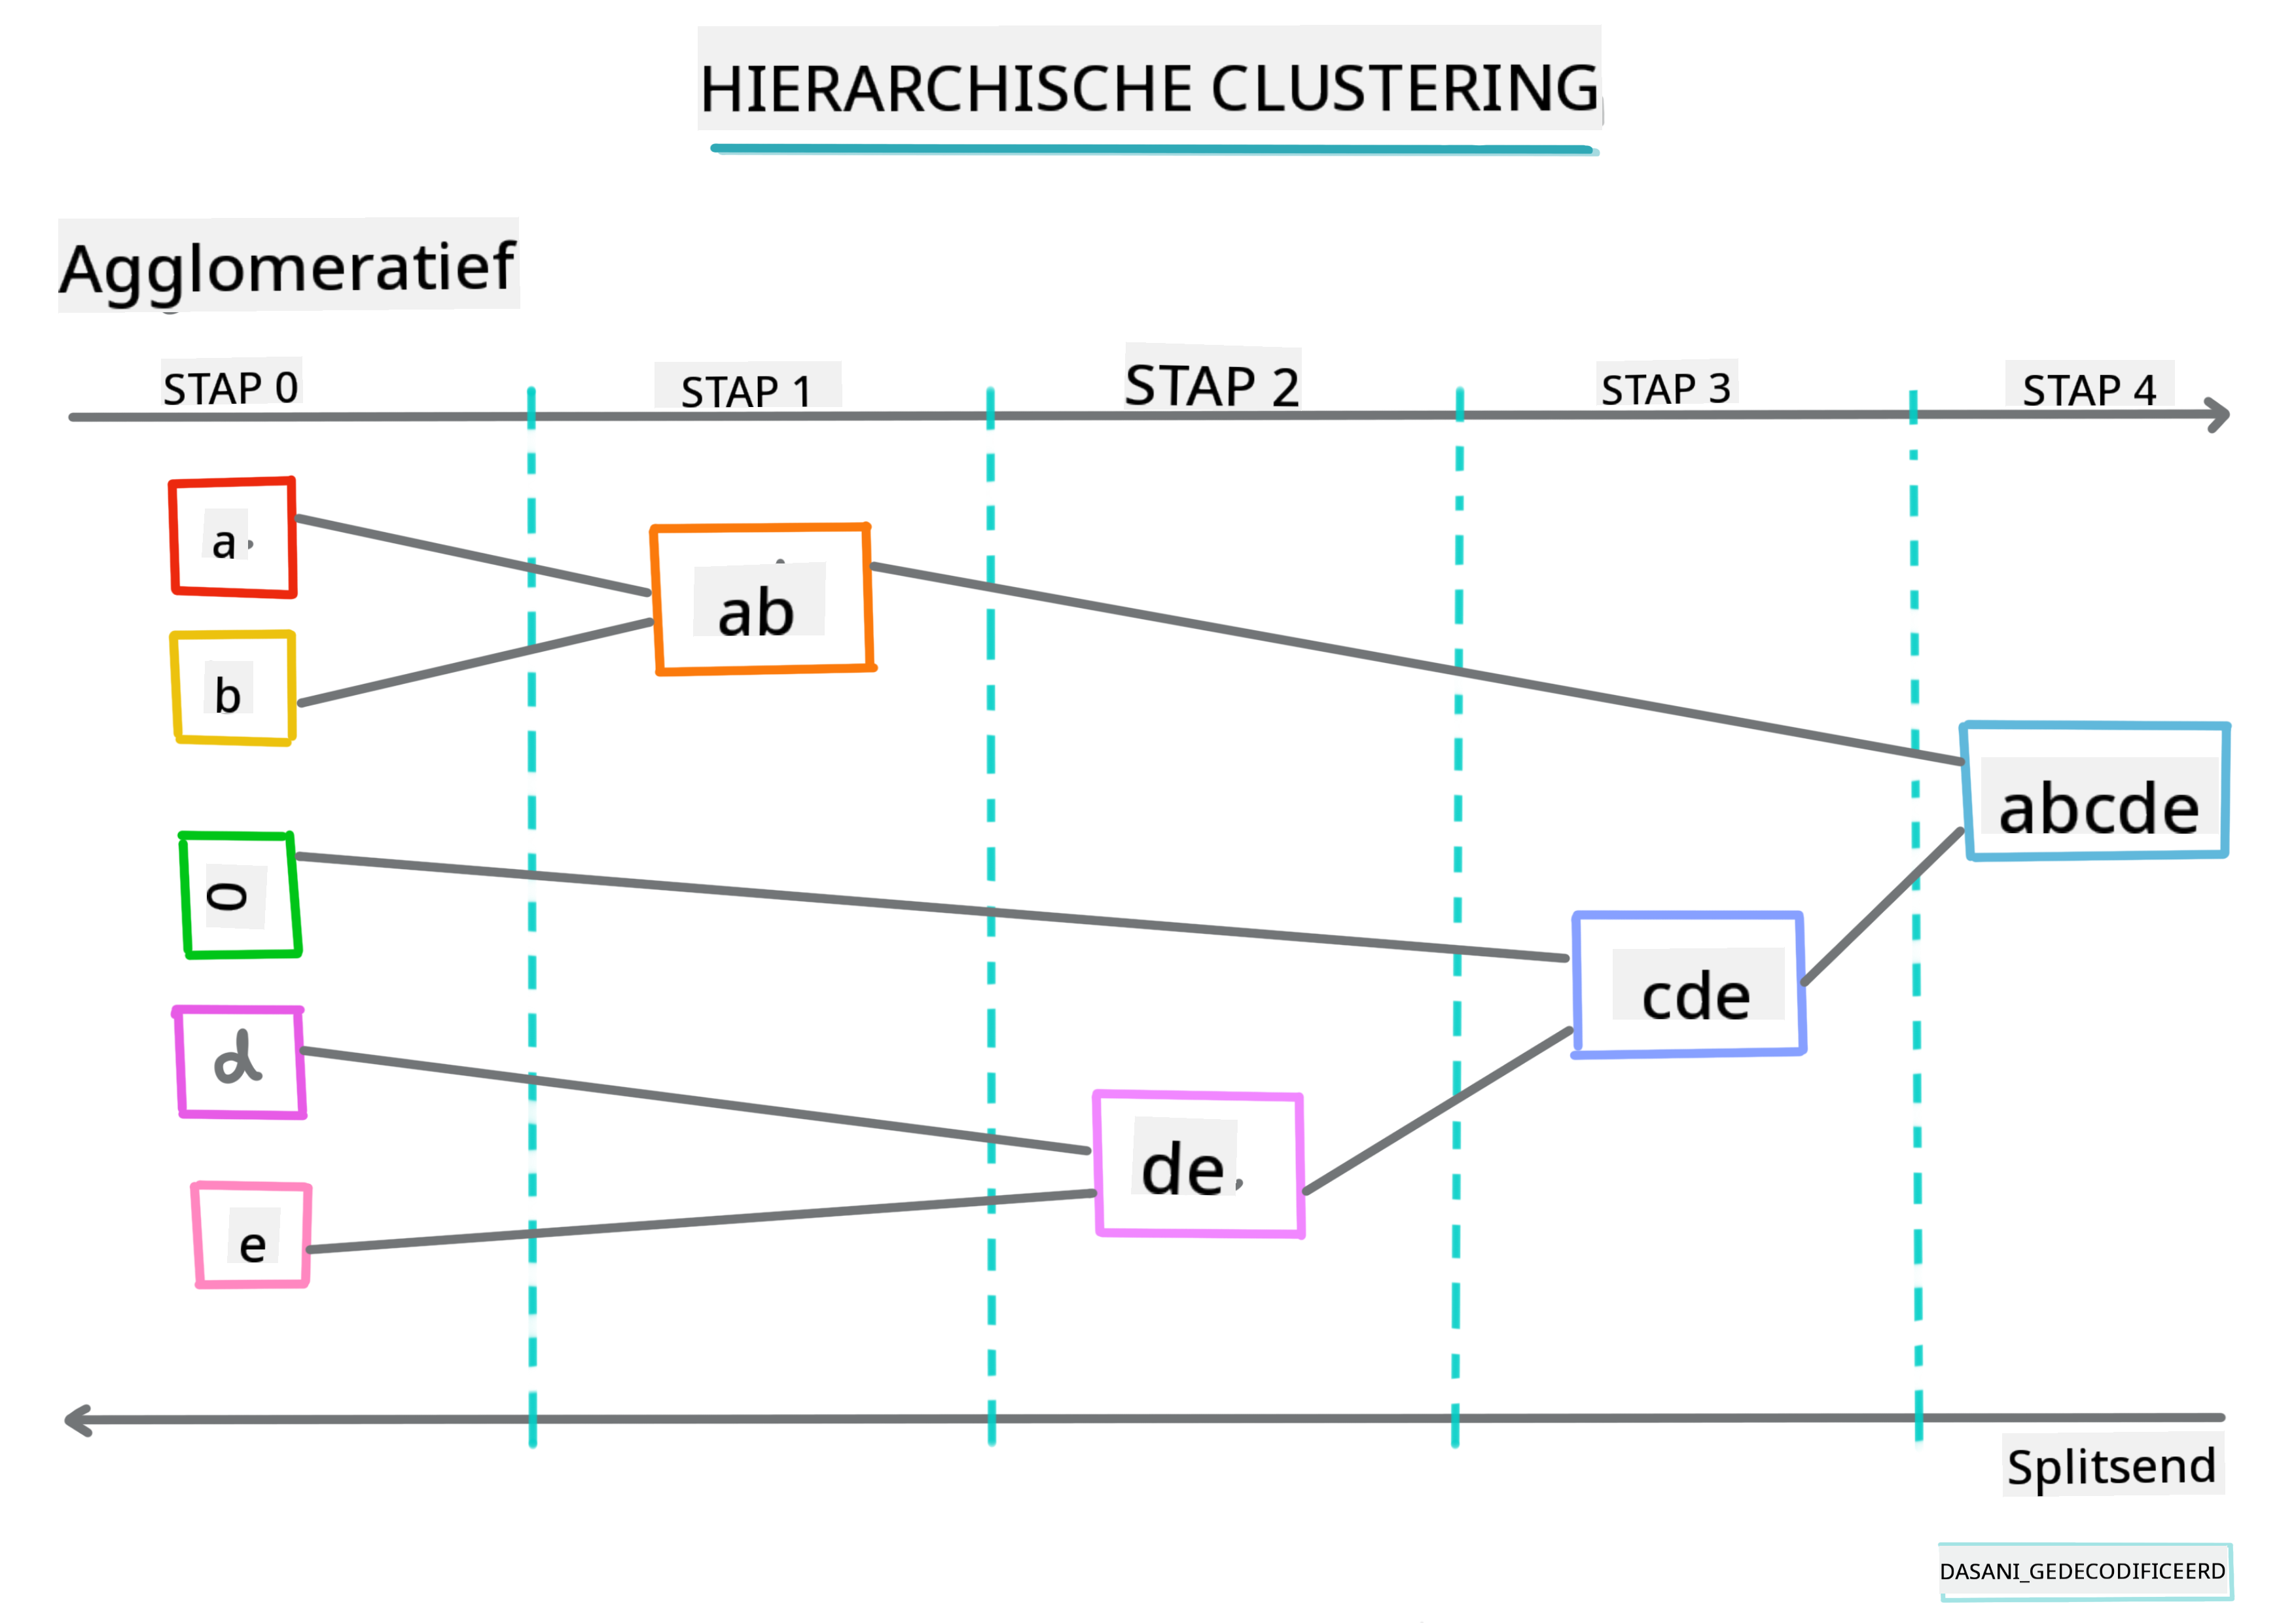 HIERARCHISCHE CLUSTERING
Agglomeratief
STAP 0
STAP 1
STAP 2
STAP 3
STAP 4
a
b
ab
abcde
0
cde
d
de
e
Splitsend
DASANI_GEDECODIFICEERD